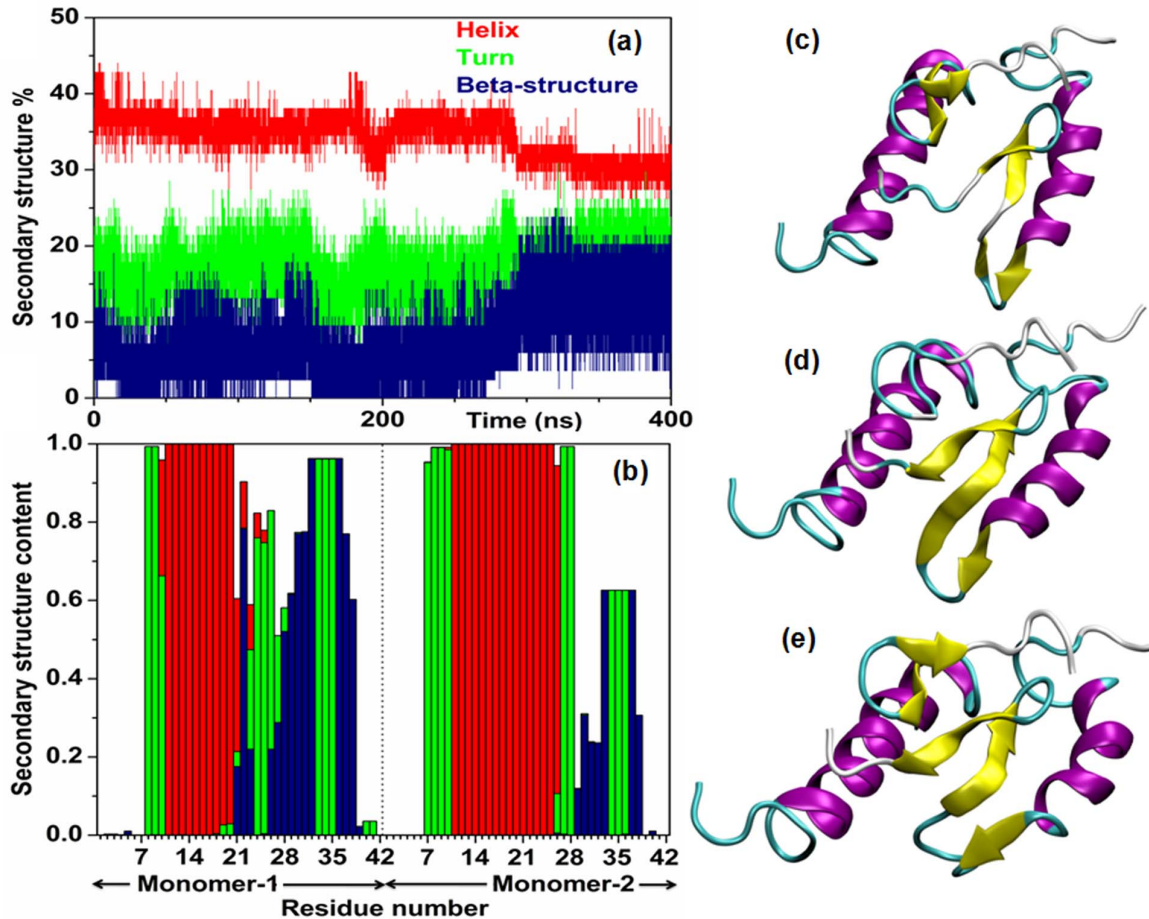 50
40
30
20
10
0
Secondary structure %
Helix
Turn
Beta-structure
(a)
0
Time (ns)
200
400
1.0
0.8
0.6
0.4
0.2
0.0
Secondary structure content
(b)
7 14 21 28 35 42 7 14 21 28 35 42
Monomer-1 Monomer-2
Residue number
(c)
(d)
(e)